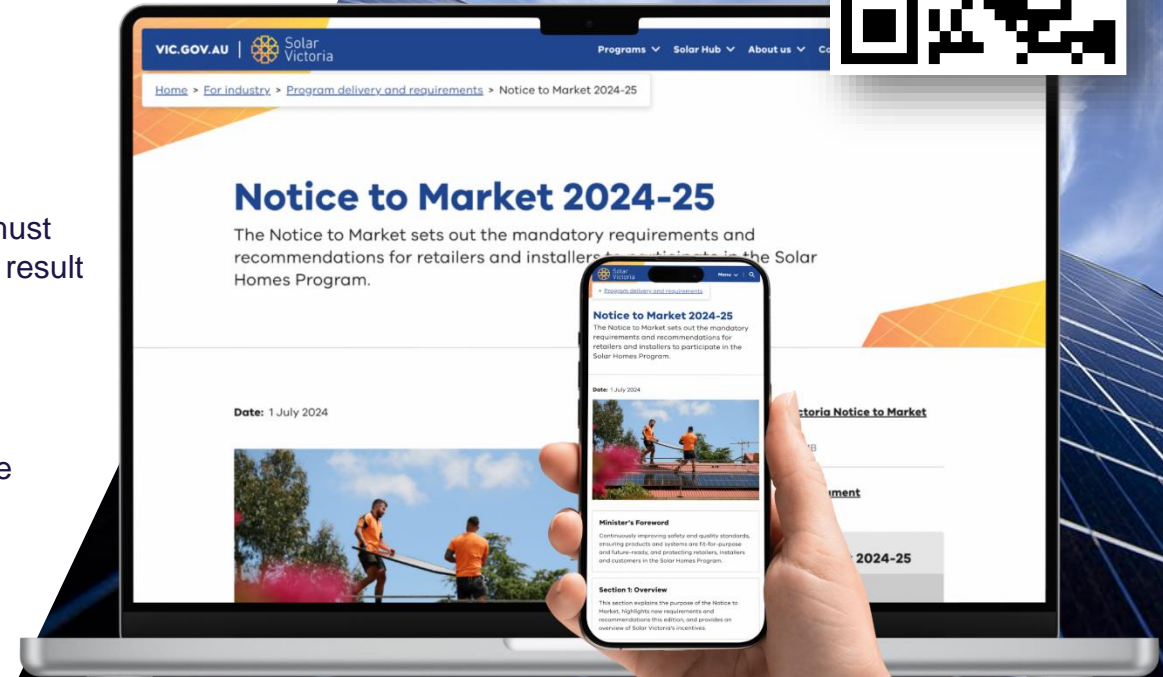 must
result
e
VIC.GOV.AU | Solar Victoria
Programs Solar Hub About us
Home > For industry > Program delivery and requirements > Notice to Market 2024-25
Notice to Market 2024-25
The Notice to Market sets out the mandatory requirements and
recommendations for retailers and installers to participate in the Solar
Homes Program.
Date: 1 July 2024
ctoria Notice to Market
MB
ument
2024-25
Solar Victoria
Menu
< Program delivery and requirements
Notice to Market 2024-25
The Notice to Market sets out the mandatory
requirements and recommendations for
retailers and installers to participate in the
Solar Homes Program.
Date: 1 July 2024
Minister's Foreword
Continuously improving safety and quality standards,
ensuring products and systems are fit-for-purpose
and future-ready, and protecting retailers, installers
and customers in the Solar Homes Program.
Section 1: Overview
This section explains the purpose of the Notice to
Market, highlights new requirements and
recommendations this edition, and provides an
overview of Solar Victoria's incentives